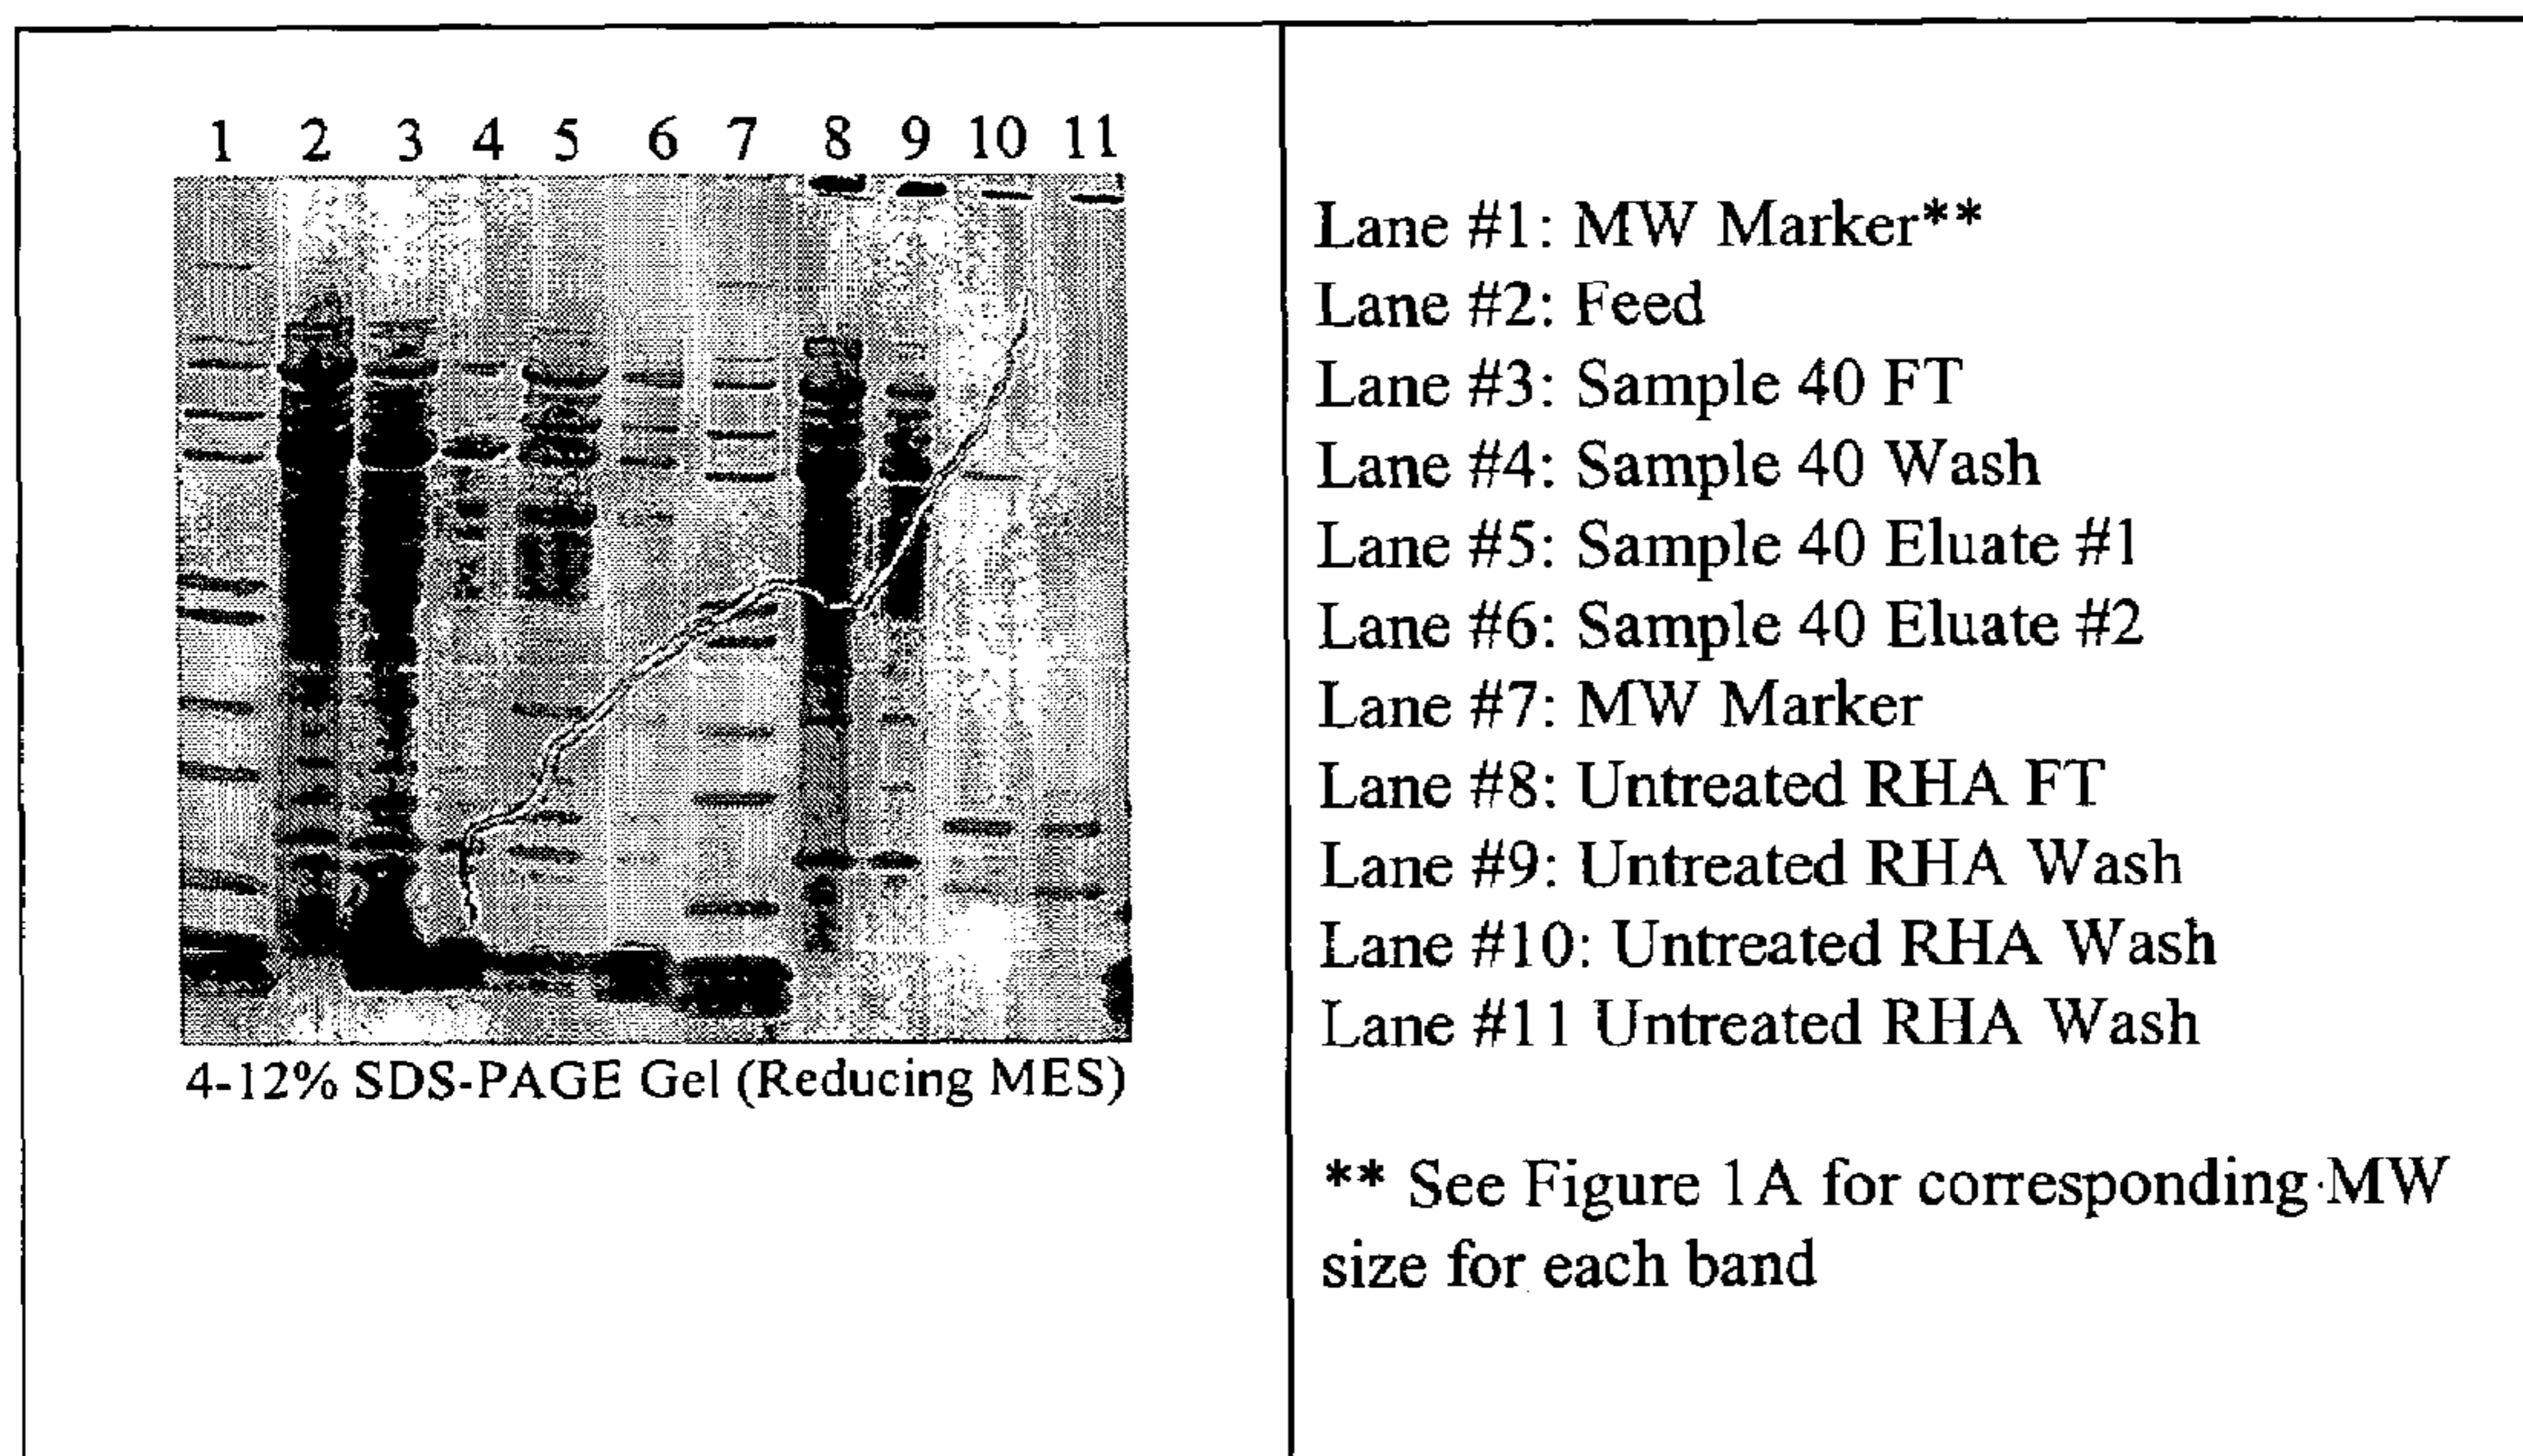 1 2 3 4 5 6 7 8 9 10 11
4-12% SDS-PAGE Gel (Reducing MES)
Lane #1: MW Marker**
Lane #2: Feed
Lane #3: Sample 40 FT
Lane #4: Sample 40 Wash
Lane #5: Sample 40 Eluate #1
Lane #6: Sample 40 Eluate #2
Lane #7: MW Marker
Lane #8: Untreated RHA FT
Lane #9: Untreated RHA Wash
Lane #10: Untreated RHA Wash
Lane #11 Untreated RHA Wash
** See Figure 1A for corresponding MW
size for each band